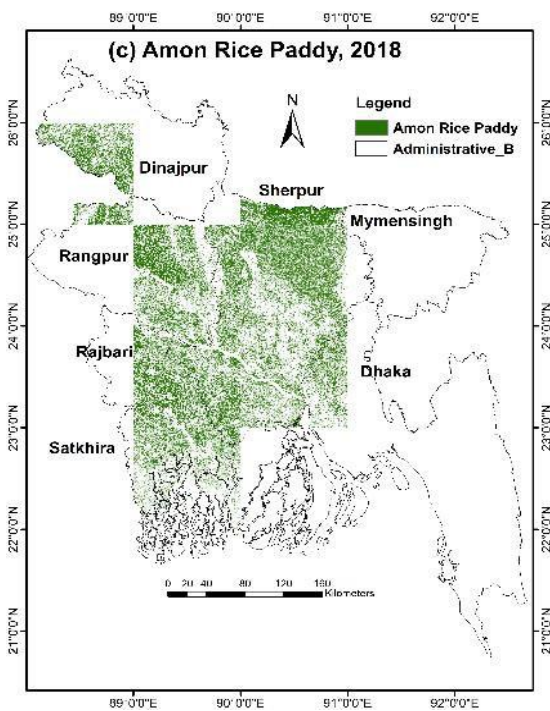 89°0'0"E 90°0'0"E 91°0'0"E 92°0'0"E
(c) Amon Rice Paddy, 2018
N
Legend
Amon Rice Paddy
Administrative_B
Dinajpur
Sherpur
Mymensingh
Rangpur
Rajbari
Dhaka
Satkhira
0 20 40 80 120 160
Kilometers
26°0'0"N
25°0'0"N
24°0'0"N
23°0'0"N
22°0'0"N
21°0'0"N
26°0'0"N
25°0'0"N
24°0'0"N
23°0'0"N
22°0'0"N
21°0'0"N
89°0'0"E 90°0'0"E 91°0'0"E 92°0'0"E